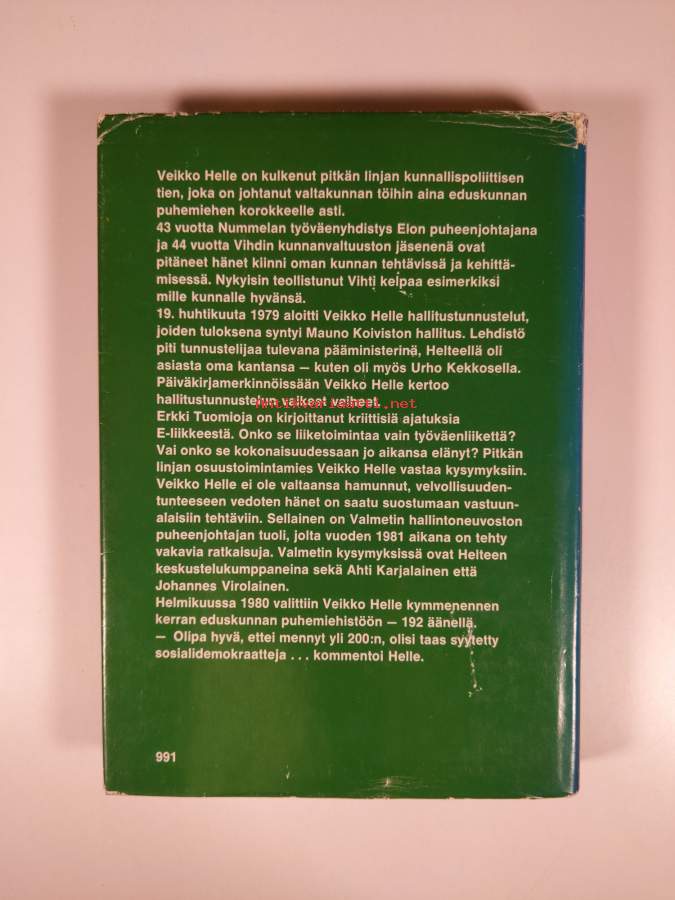 Veikko Helle on kulkenut pitkän linjan kunnallispoliittisen
tien, joka on johtanut valtakunnan töihin aina eduskunnan
puhemiehen korokkeelle asti.
43 vuotta Nummelan työväenyhdistys Elon puheenjohtajana
ja 44 vuotta Vihdin kunnanvaltuuston jäsenenä ovat
pitäneet hänet kiinni oman kunnan tehtävissä ja kehittä-
misessä. Nykyisin teollistunut Vihti kelpaa esimerkiksi
mille kunnalle hyvänsä.
19. huhtikuuta 1979 aloitti Veikko Helle hallitustunnustelut,
joiden tuloksena syntyi Mauno Koiviston hallitus. Lehdistö
piti tunnustelijaa tulevana pääministerinä, Helteellä oli
asiasta oma kantansa — kuten oli myös Urho Kekkosella.
Päiväkirjamerkinnöissään Veikko Helle kertoo
hallitustunnustelun vaikeat vaiheet.
Antikvariaatti.net
Erkki Tuomioja on kirjoittanut kriittisiä ajatuksia
E-liikkeestä. Onko se liiketoimintaa vain työväenliikettä?
Vai onko se kokonaisuudessaan jo aikansa elänyt? Pitkän
linjan osuustoimintamies Veikko Helle vastaa kysymyksiin.
Veikko Helle ei ole valtaansa hamunnut, velvollisuuden-
tunteeseen vedoten hänet on saatu suostumaan vastuun-
alaisiin tehtäviin. Sellainen on Valmetin hallintoneuvoston
puheenjohtajan tuoli, jolta vuoden 1981 aikana on tehty
vakavia ratkaisuja. Valmetin kysymyksissä ovat Helteen
keskustelukumppaneina sekä Ahti Karjalainen että
Johannes Virolainen.
Helmikuussa 1980 valittiin Veikko Helle kymmenennen
kerran eduskunnan puhemiehistöön — 192 äänellä.
— Olipa hyvä, ettei mennyt yli 200:n, olisi taas syytetty
sosialidemokraatteja . . . kommentoi Helle.
991